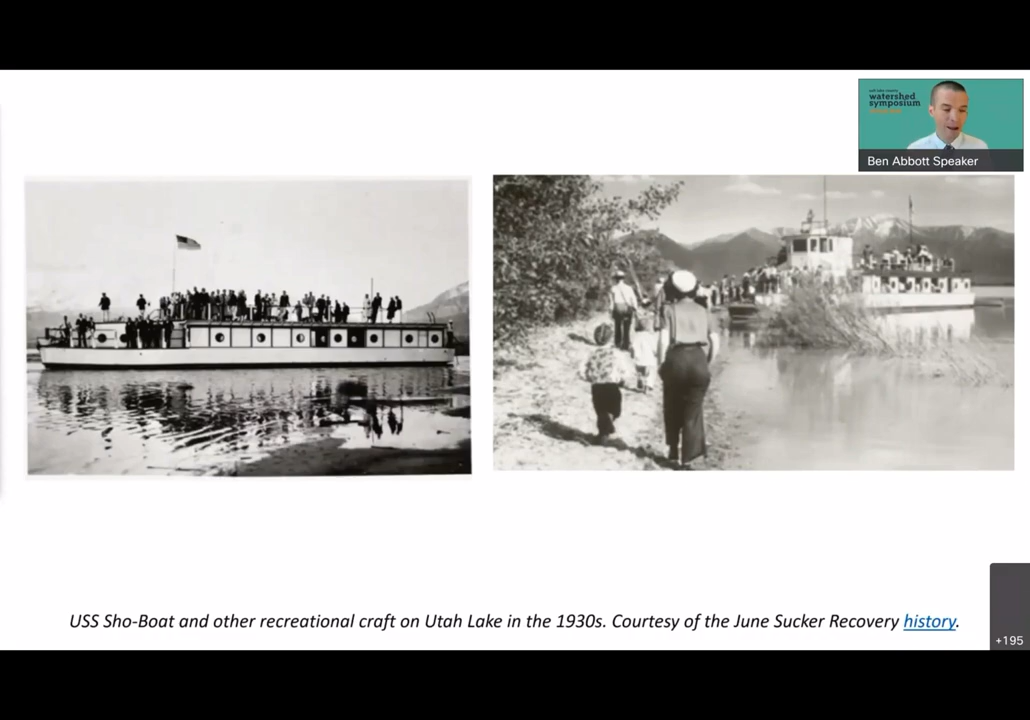 watershed
symposium
Ben Abbott Speaker
USS Sho-Boat and other recreational craft on Utah Lake in the 1930s. Courtesy of the June Sucker Recovery history.
+195